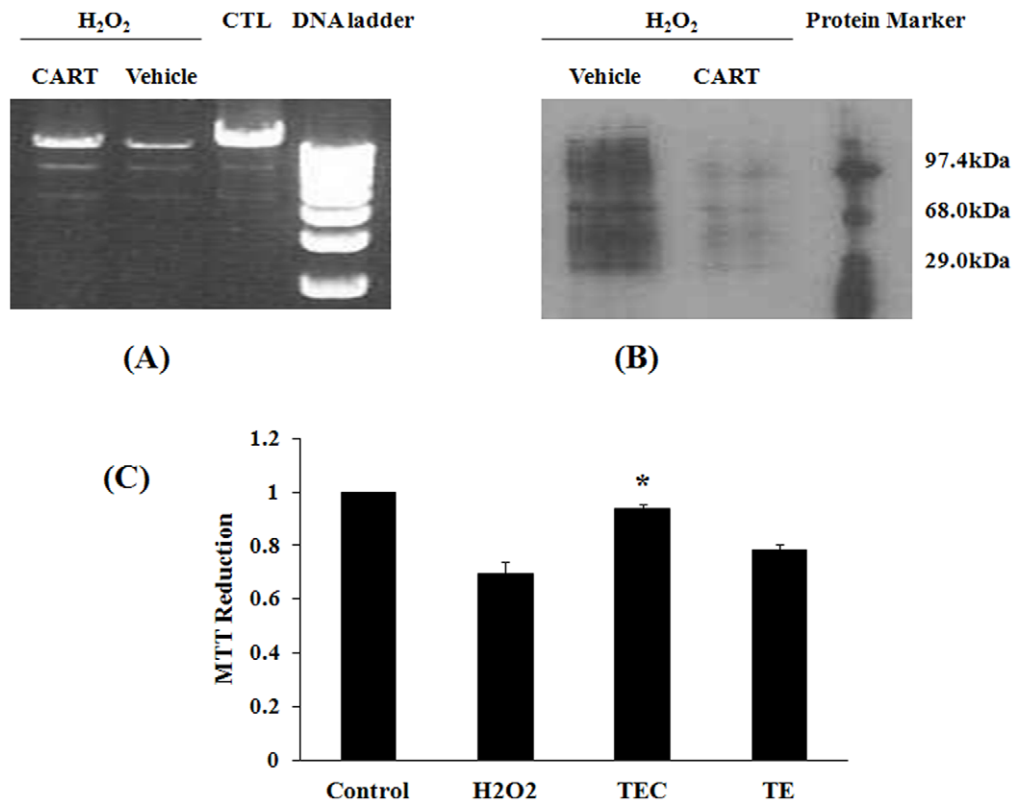 H₂O₂ CTL DNA ladder
CART Vehicle
(A)
H₂O₂ Protein Marker
Vehicle CART
97.4kDa
68.0kDa
29.0kDa
(B)
(C)
MTT Reduction
1.2
1
0.8
0.6
0.4
0.2
0
*
Control H2O2 TEC TE